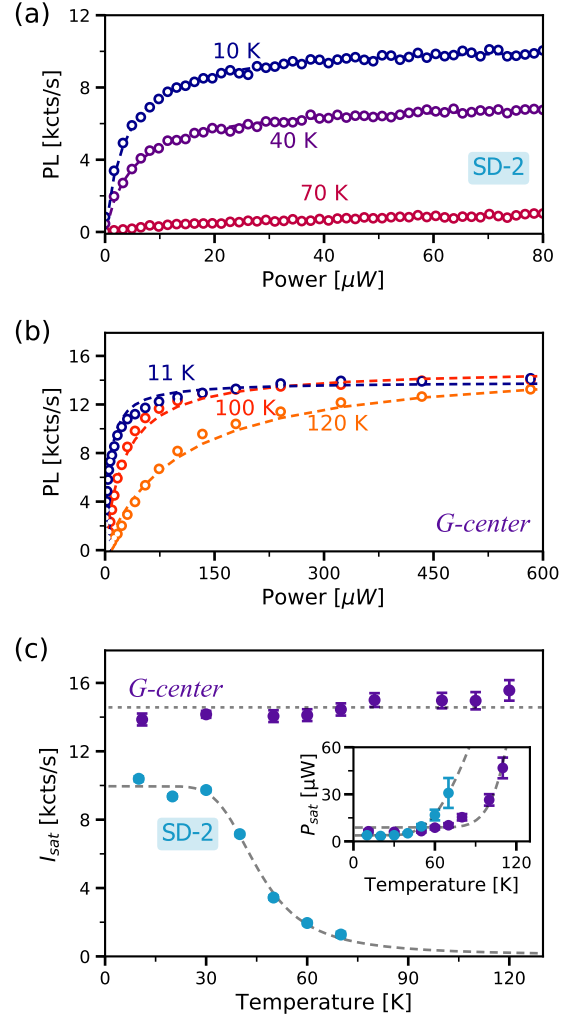 (a)
12
8
4
0
PL [kcts/s]
10 K
40 K
70 K
SD-2
0 20 40 60 80
Power [μW]
(b)
16
12
8
4
0
PL [kcts/s]
11 K
100 K
120 K
G-center
0 150 300 450 600
Power [μW]
(c)
16
12
8
4
0
I_sat [kcts/s]
G-center
SD-2
60
30
0
P_sat [μW]
0 60 120
Temperature [K]
0 30 60 90 120
Temperature [K]